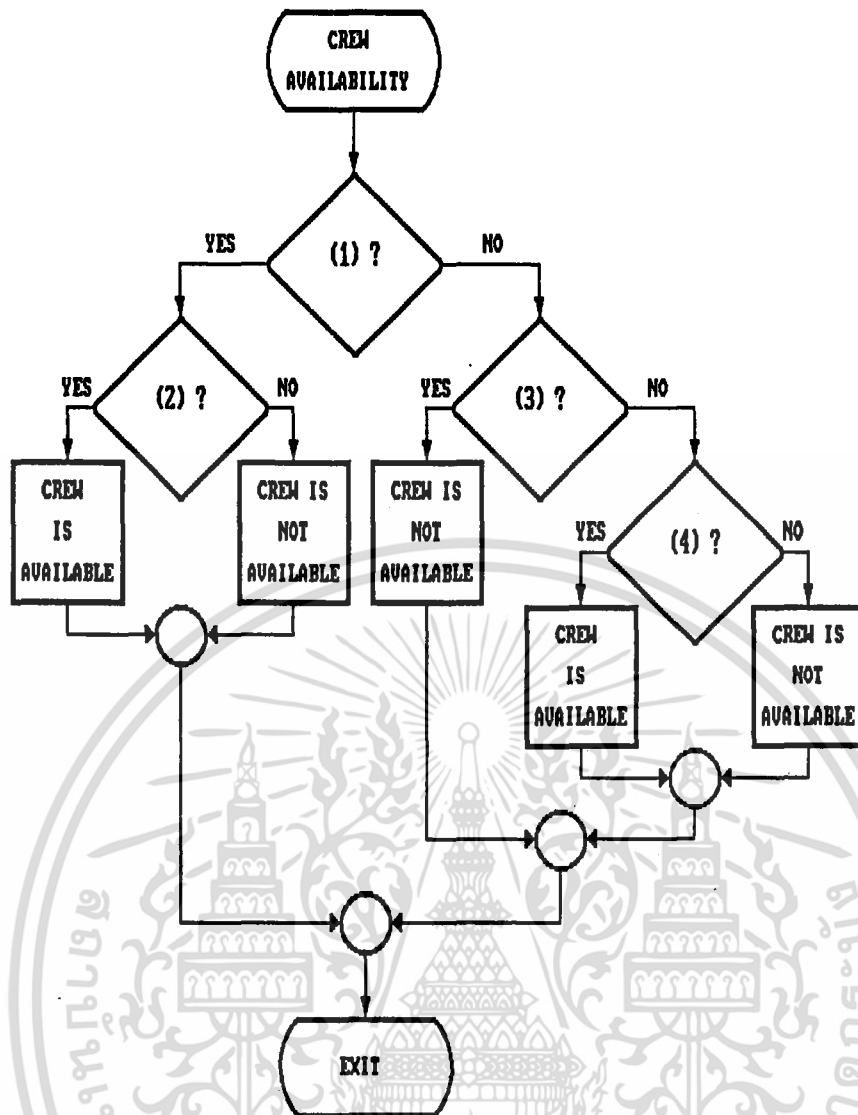 CREW
AVAILABILITY
(1) ?
YES
NO
(2) ?
YES
NO
(3) ?
YES
NO
CREW
IS
AVAILABLE
CREW IS
NOT
AVAILABLE
CREW IS
NOT
AVAILABLE
(4) ?
YES
NO
CREW
IS
AVAILABLE
CREW IS
NOT
AVAILABLE
EXIT